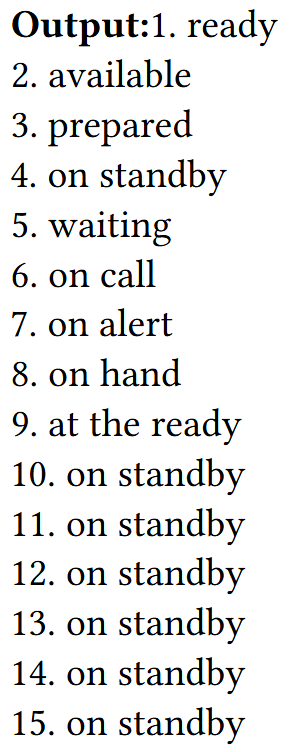 Output:1. ready
2. available
3. prepared
4. on standby
5. waiting
6. on call
7. on alert
8. on hand
9. at the ready
10. on standby
11. on standby
12. on standby
13. on standby
14. on standby
15. on standby